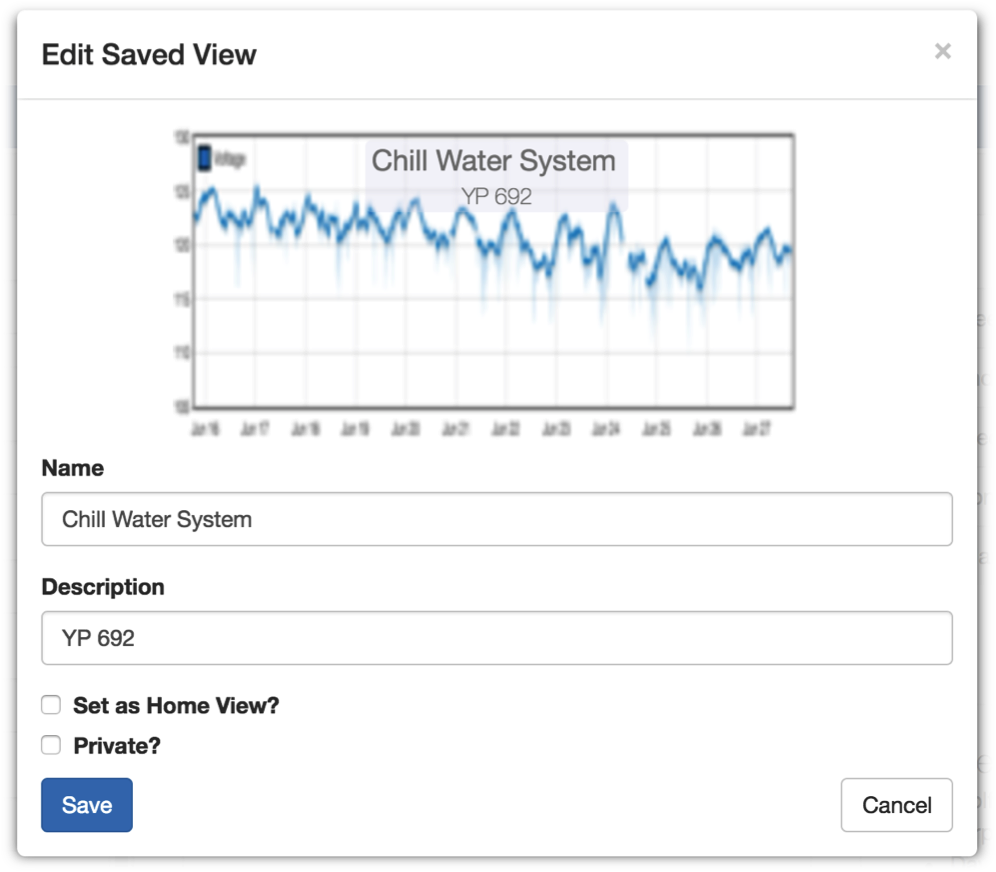 Edit Saved View
×
130
Voltage
Chill Water System
YP 692
125
120
115
110
105
Jun 16 Jun 17 Jun 18 Jun 19 Jun 20 Jun 21 Jun 22 Jun 23 Jun 24 Jun 25 Jun 26 Jun 27
Name
Chill Water System
Description
YP 692
Set as Home View?
Private?
Save
Cancel